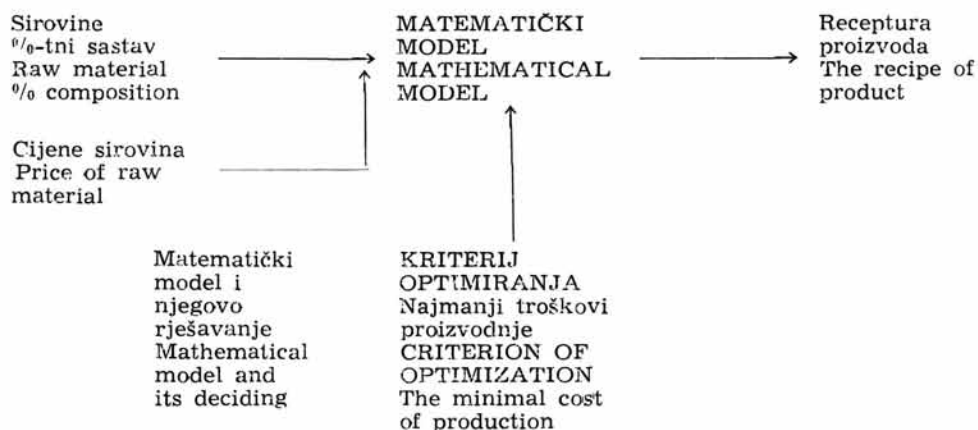 Sirovine
%-tni sastav
Raw material
% composition
MATEMATIČKI
MODEL
MATHEMATICAL
MODEL
Receptura
proizvoda
The recipe of
product
Cijene sirovina
Price of raw
material
Matematički
model i
njegovo
rješavanje
Mathematical
model and
its deciding
KRITERIJ
OPTIMIRANJA
Najmanji troškovi
proizvodnje
CRITERION OF
OPTIMIZATION
The minimal cost
of production